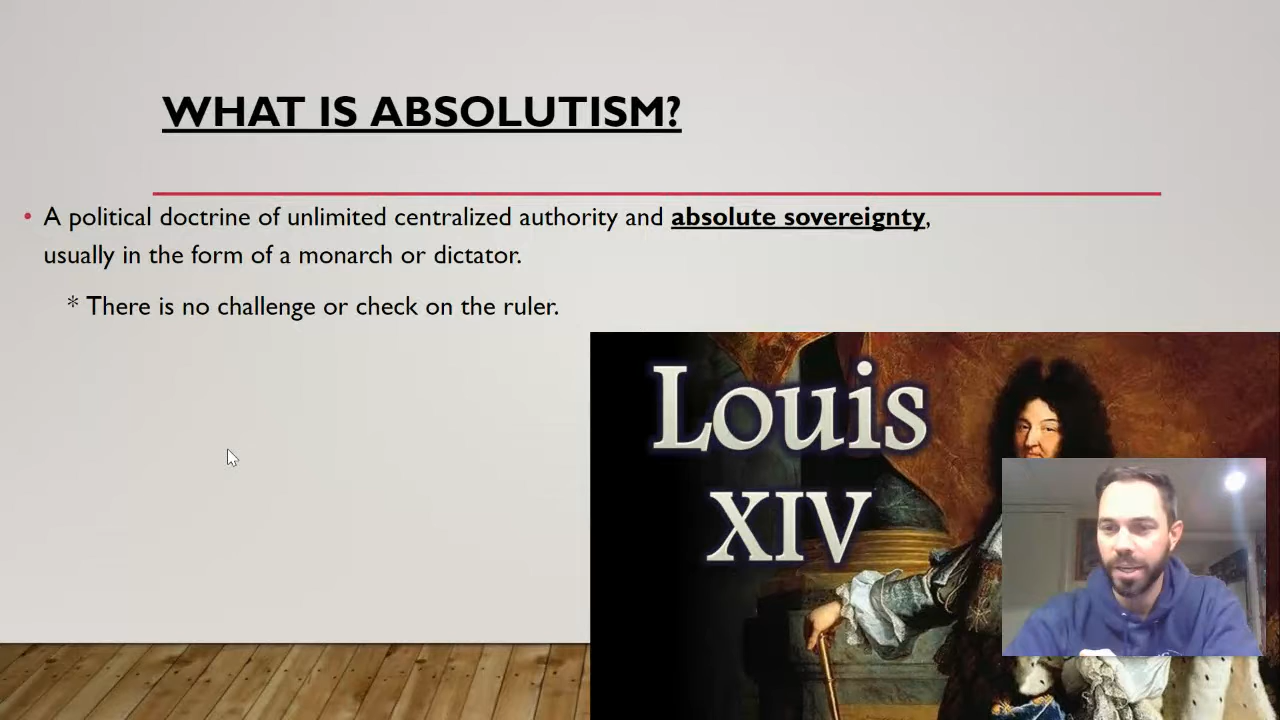 WHAT IS ABSOLUTISM?
• A political doctrine of unlimited centralized authority and absolute sovereignty,
usually in the form of a monarch or dictator.
* There is no challenge or check on the ruler.
Louis
XIV